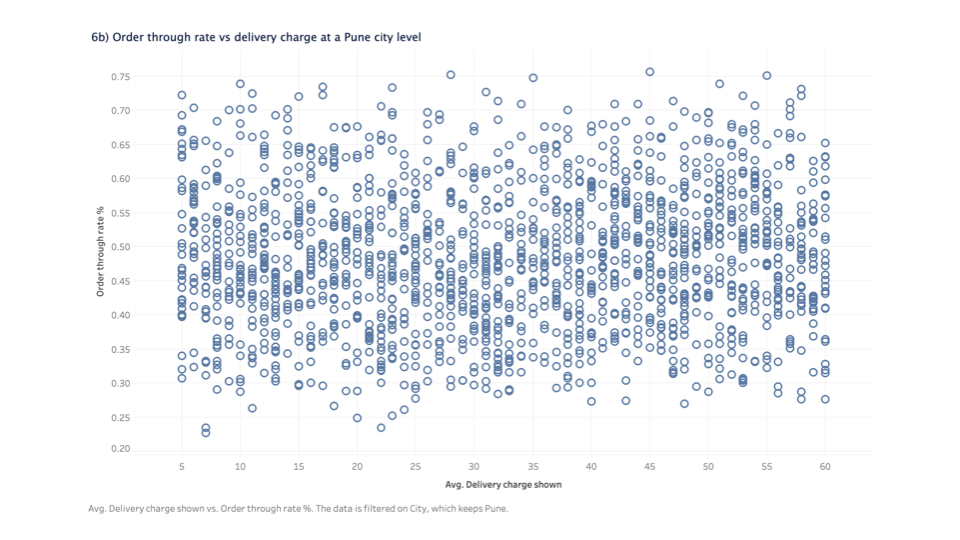 6b) Order through rate vs delivery charge at a Pune city level
Order through rate %
0.75
0.70
0.65
0.60
0.55
0.50
0.45
0.40
0.35
0.30
0.25
0.20
5 10 15 20 25 30 35 40 45 50 55 60
Avg. Delivery charge shown
Avg. Delivery charge shown vs. Order through rate %. The data is filtered on City, which keeps Pune.